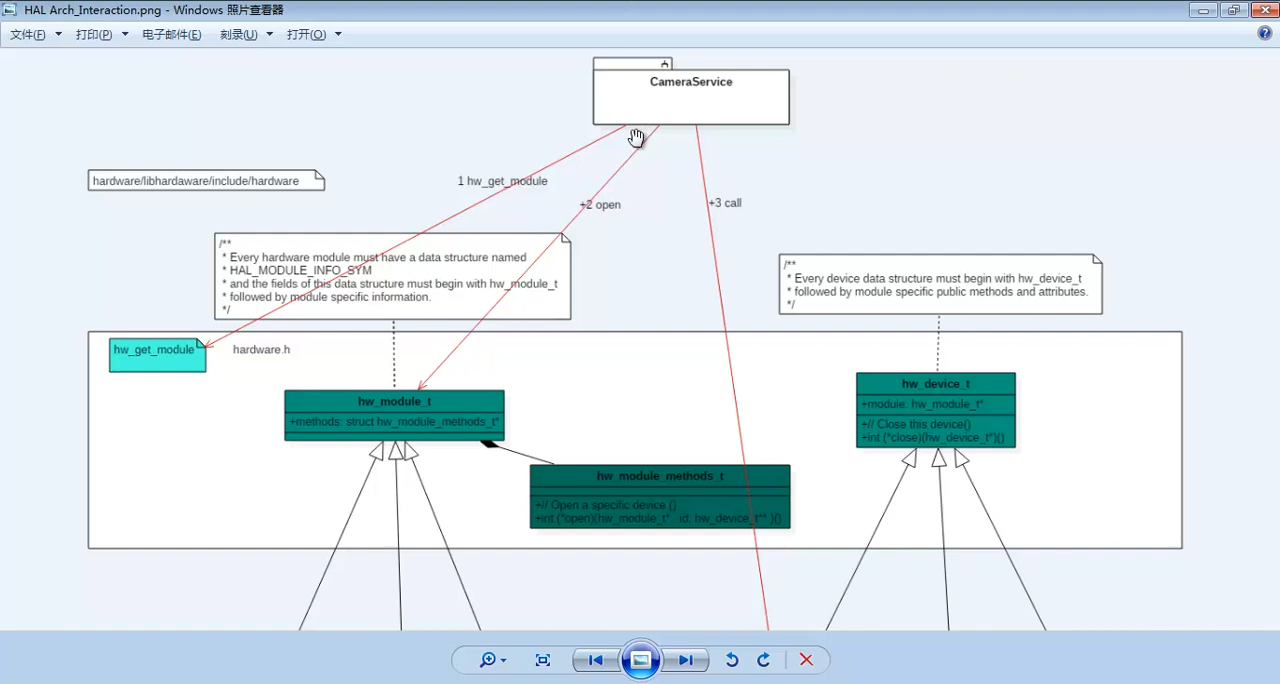 HAL Arch_Interaction.png - Windows 照片查看器
文件(F) 打印(P) 电子邮件(E) 刻录(U) 打开(O)
CameraService
hardware/libhardaware/include/hardware
1 hw_get_module
+2 open
+3 call
/**
* Every hardware module must have a data structure named
* HAL_MODULE_INFO_SYM
* and the fields of this data structure must begin with hw_module_t
* followed by module specific information.
*/
/**
* Every device data structure must begin with hw_device_t
* followed by module specific public methods and attributes.
*/
hw_get_module
hardware.h
hw_module_t
+methods: struct hw_module_methods_t*
hw_device_t
+module: hw_module_t*
+// Close this device()
+int (*close)(hw_device_t*)()
hw_module_methods_t
+// Open a specific device ()
+int (*open)(hw_module_t* id, hw_device_t** )()